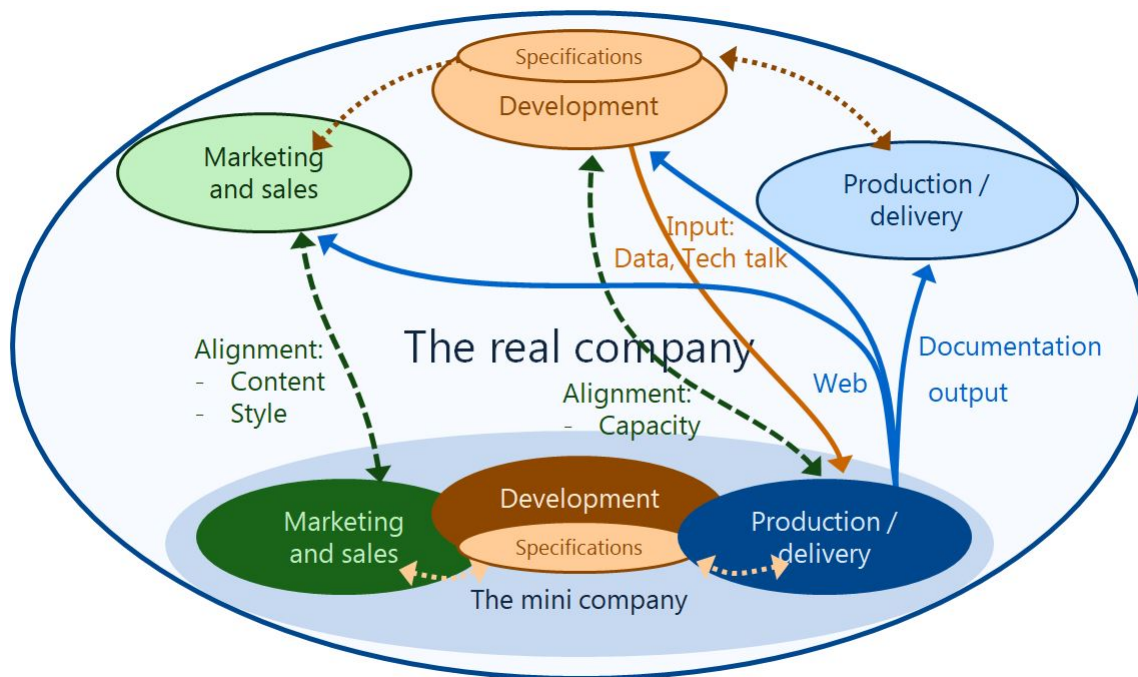 Specifications
Development
Marketing
and sales
Production /
delivery
Input:
Data, Tech talk
The real company
Alignment:
- Content
- Style
Alignment:
- Capacity
Web
Documentation
output
Development
Specifications
Marketing
and sales
Production /
delivery
The mini company